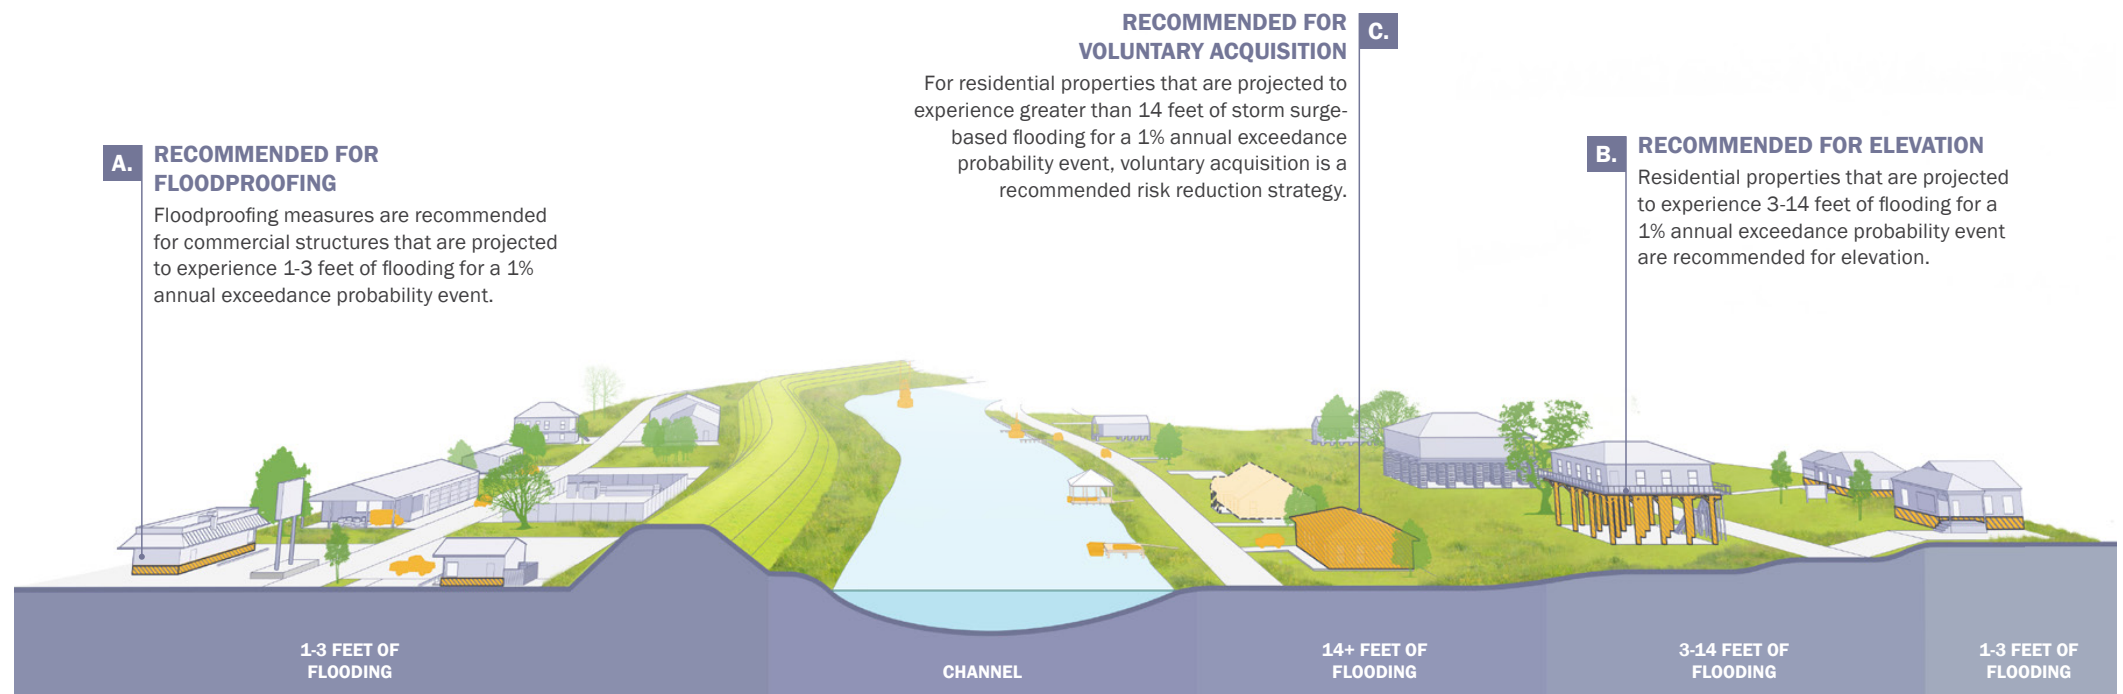 A.
RECOMMENDED FOR
FLOODPROOFING
Floodproofing measures are recommended
for commercial structures that are projected
to experience 1-3 feet of flooding for a 1%
annual exceedance probability event.
RECOMMENDED FOR
VOLUNTARY ACQUISITION
C.
For residential properties that are projected to
experience greater than 14 feet of storm surge-
based flooding for a 1% annual exceedance
probability event, voluntary acquisition is a
recommended risk reduction strategy.
B.
RECOMMENDED FOR ELEVATION
Residential properties that are projected
to experience 3-14 feet of flooding for a
1% annual exceedance probability event
are recommended for elevation.
1-3 FEET OF
FLOODING
CHANNEL
14+ FEET OF
FLOODING
3-14 FEET OF
FLOODING
1-3 FEET OF
FLOODING